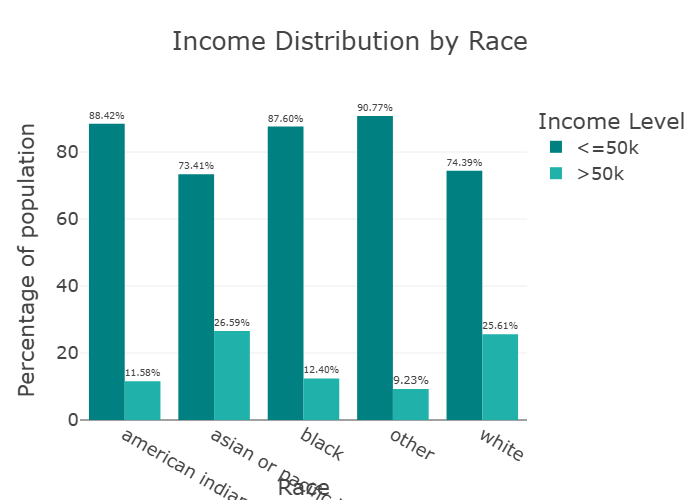 Income Distribution by Race
Income Level
<=50k
>50k
Percentage of population
80
60
40
20
0
88.42%
11.58%
73.41%
26.59%
87.60%
12.40%
90.77%
9.23%
74.39%
25.61%
american indian
asian or pacific
black
other
white
Race